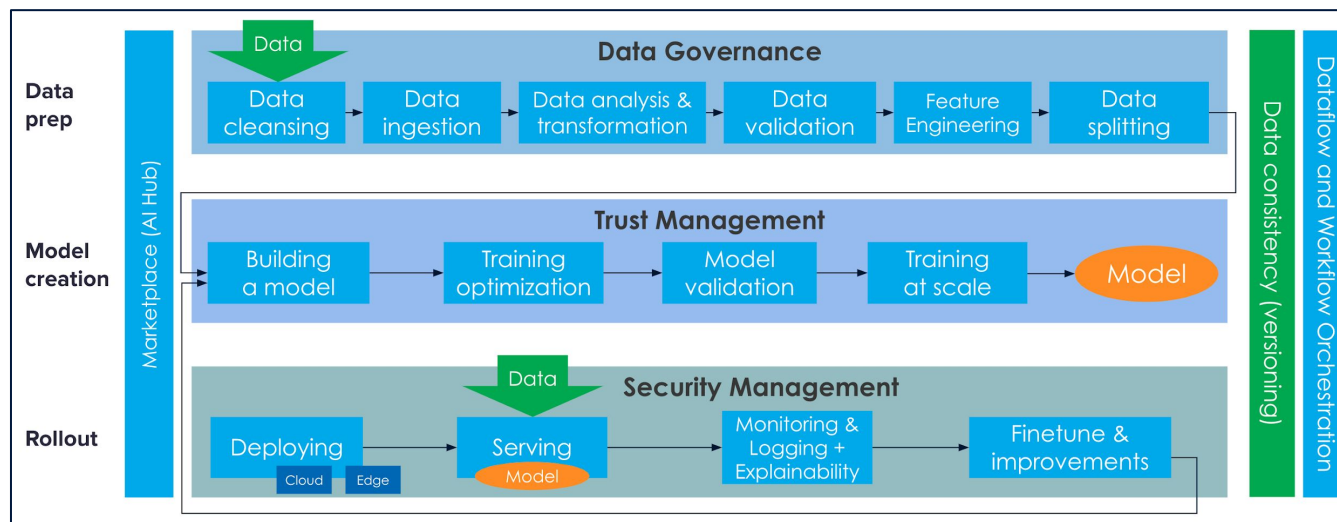 Data
Data Governance
Data
prep
Data
cleansing
Data
ingestion
Data analysis &
transformation
Data
validation
Feature
Engineering
Data
splitting
Marketplace (AI Hub)
Trust Management
Model
creation
Building
a model
Training
optimization
Model
validation
Training
at scale
Model
Data
Security Management
Rollout
Deploying
Cloud
Edge
Serving
Model
Monitoring &
Logging +
Explainability
Finetune &
improvements
Data consistency (versioning)
Dataflow and Workflow Orchestration